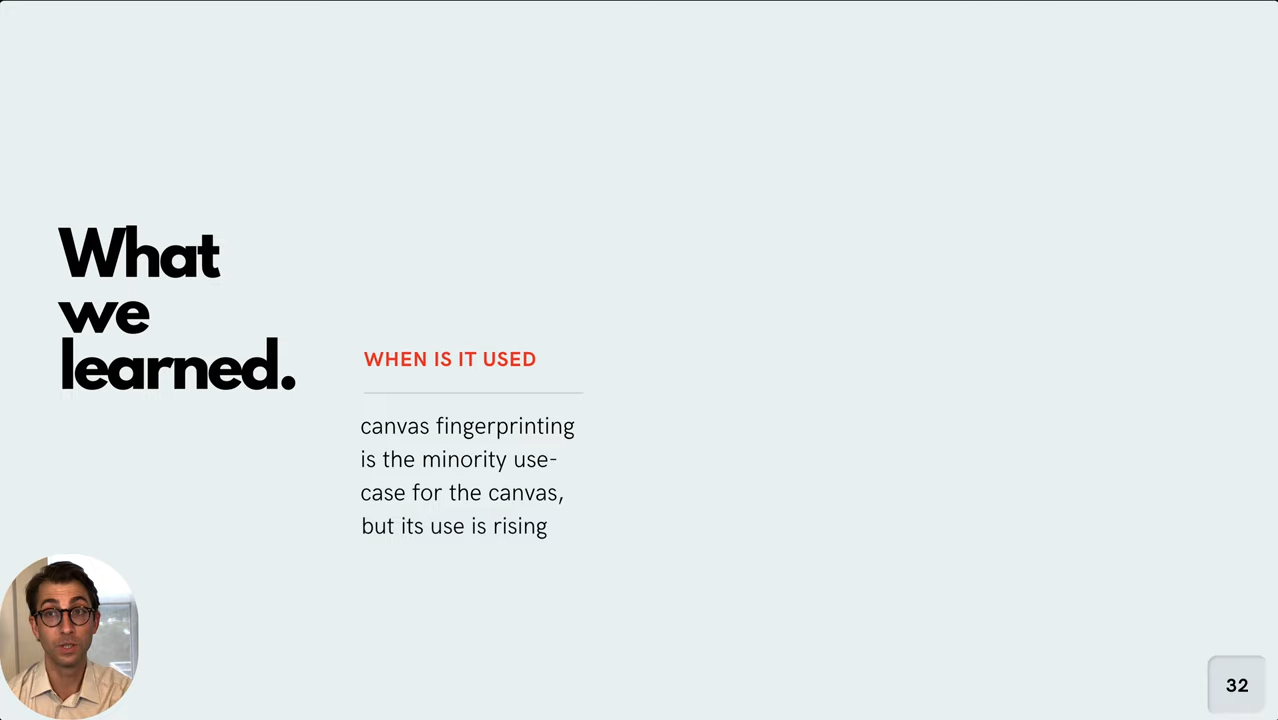 What
we
learned.
WHEN IS IT USED
canvas fingerprinting
is the minority use-
case for the canvas,
but its use is rising
32